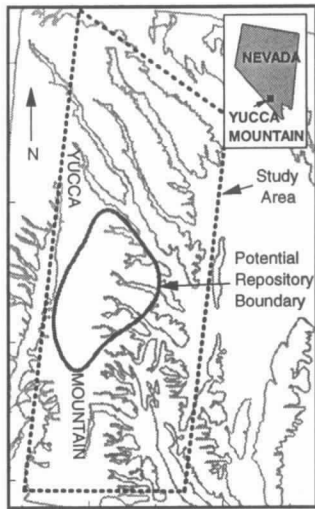 NEVADA
YUCCA
MOUNTAIN
N
YUCCA
Study
Area
Potential
Repository
Boundary
MOUNTAIN